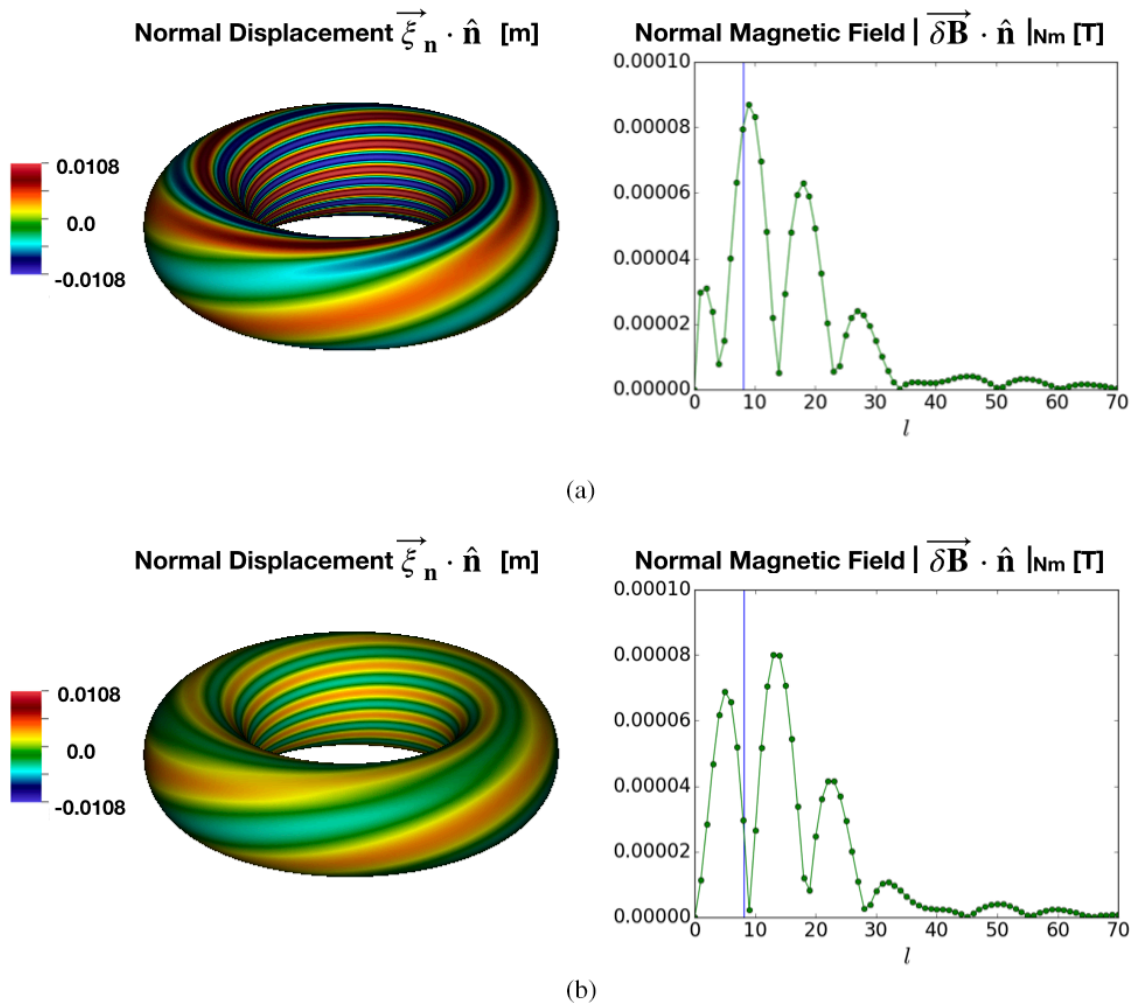 Normal Displacement ξ⃗ n · n̂ [m]
Normal Magnetic Field | δB⃗ · n̂ |Nm [T]
0.0108
0.0
-0.0108
0.00010
0.00008
0.00006
0.00004
0.00002
0.00000
0 10 20 30 40 50 60 70
l
(a)
Normal Displacement ξ⃗ n · n̂ [m]
Normal Magnetic Field | δB⃗ · n̂ |Nm [T]
0.0108
0.0
-0.0108
0.00010
0.00008
0.00006
0.00004
0.00002
0.00000
0 10 20 30 40 50 60 70
l
(b)